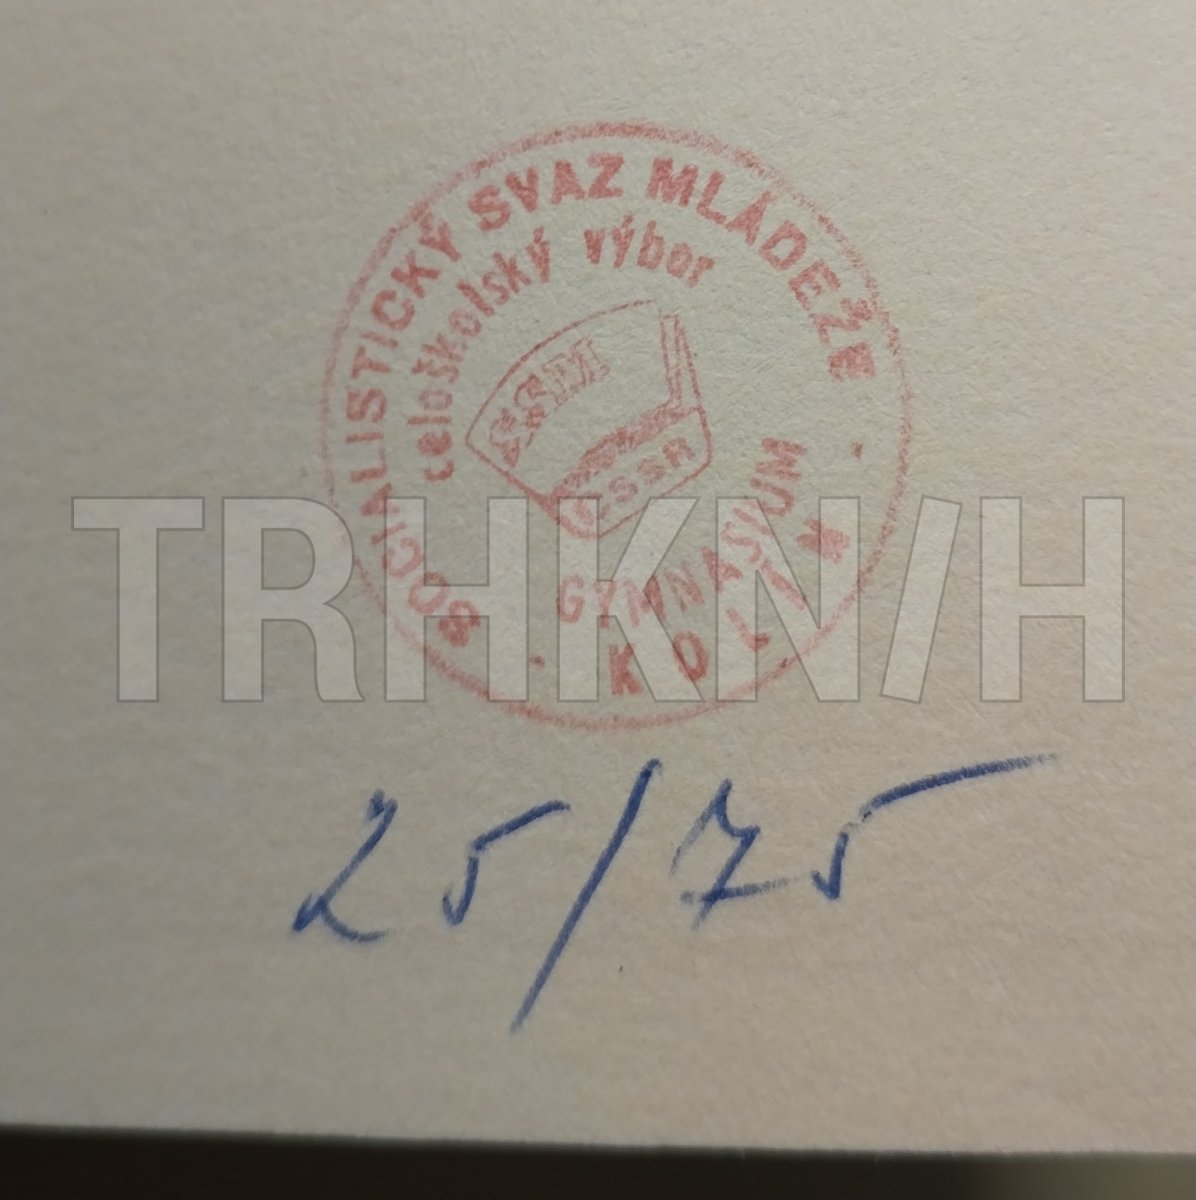 SOCIALISTICKÝ SVAZ MLÁDEŽE
celoškolský výbor
SSM
ČSSR
GYMNASIUM
KOLÍN
TRHKNIH
25/75